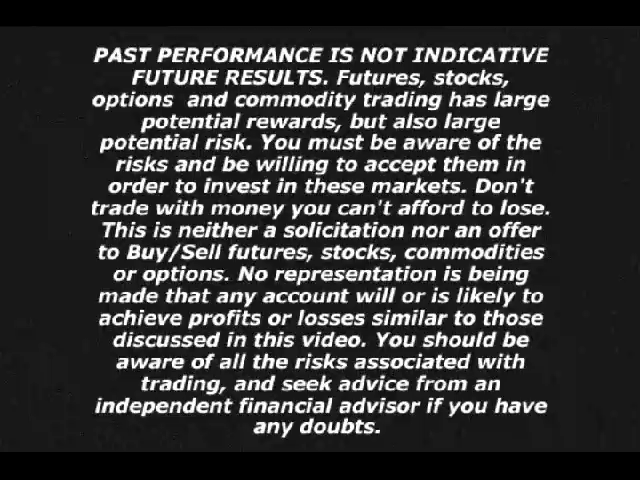 PAST PERFORMANCE IS NOT INDICATIVE
FUTURE RESULTS. Futures, stocks,
options and commodity trading has large
potential rewards, but also large
potential risk. You must be aware of the
risks and be willing to accept them in
order to invest in these markets. Don't
trade with money you can't afford to lose.
This is neither a solicitation nor an offer
to Buy/Sell futures, stocks, commodities
or options. No representation is being
made that any account will or is likely to
achieve profits or losses similar to those
discussed in this video. You should be
aware of all the risks associated with
trading, and seek advice from an
independent financial advisor if you have
any doubts.